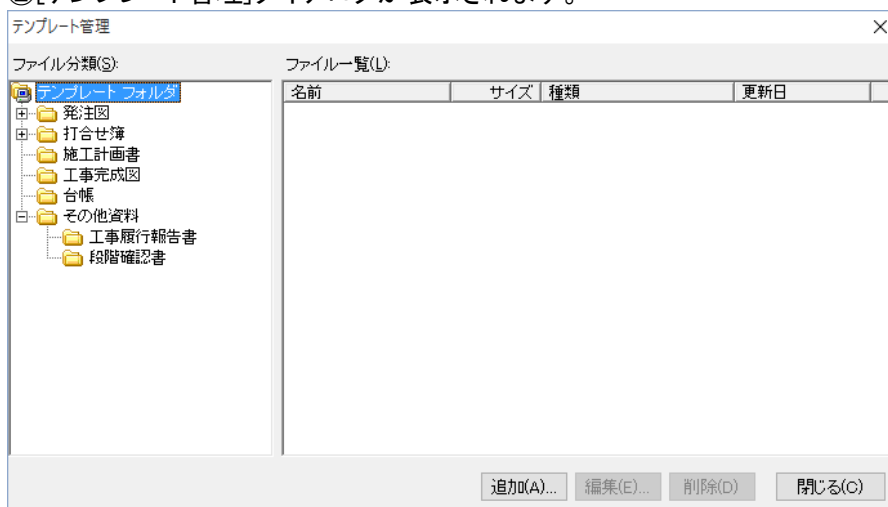 [テンプレート管理]ダイアログが表示されます。
テンプレート管理
ファイル分類(S):
ファイル一覧(L):
テンプレート フォルダ
発注図
打合せ簿
施工計画書
工事完成図
台帳
その他資料
工事履行報告書
段階確認書
名前 サイズ 種類 更新日
追加(A)... 編集(E)... 削除(D) 閉じる(C)